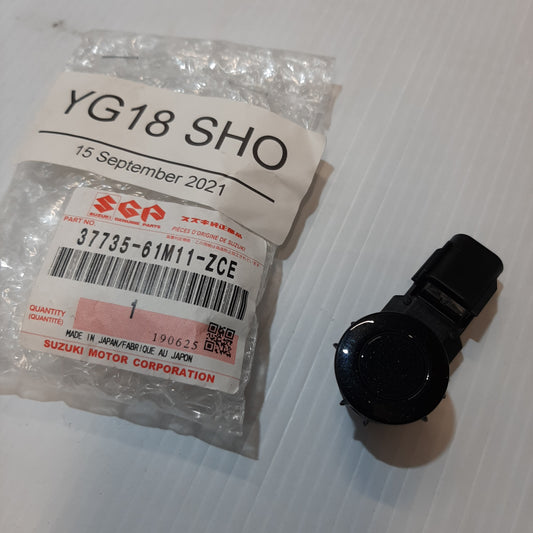 YG18 SHO
15 September 2021
SGP スズキ純正部品
SUZUKI GENUINE PARTS PIÈCES D'ORIGINE DE SUZUKI
PART NO.
37735-61M11-ZCE
QUANTITY
(QUANTITE)
1
190625
MADE IN JAPAN/FABRIQUE AU JAPON
SUZUKI MOTOR CORPORATION